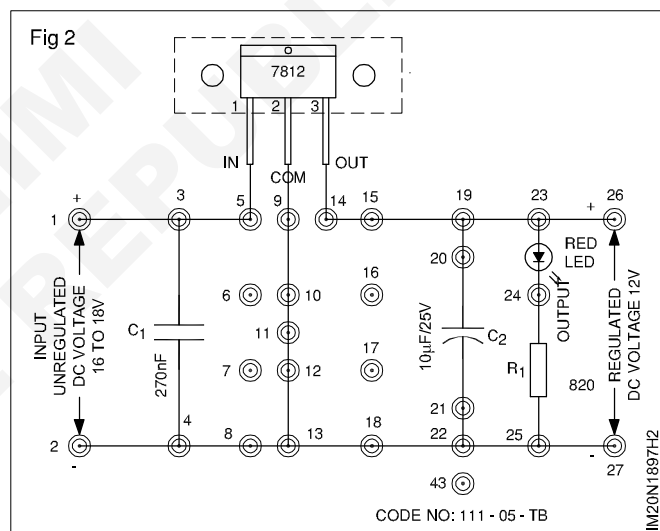 Fig 2
7812
1 2 3
IN
COM
OUT
3 5 9 14 15 19 23 26
1 + + 
20 RED
LED
6 10 16 24
INPUT
UNREGULATED
DC VOLTAGE
16 TO 18V
C1
270nF
11
10µF/25V
C2
OUTPUT
REGULATED
DC VOLTAGE 12V
7 12 17
R1 820
21
4
2 8 13 18 22 25
- -
27
43
CODE NO: 111 - 05 - TB
IM20N1897H2